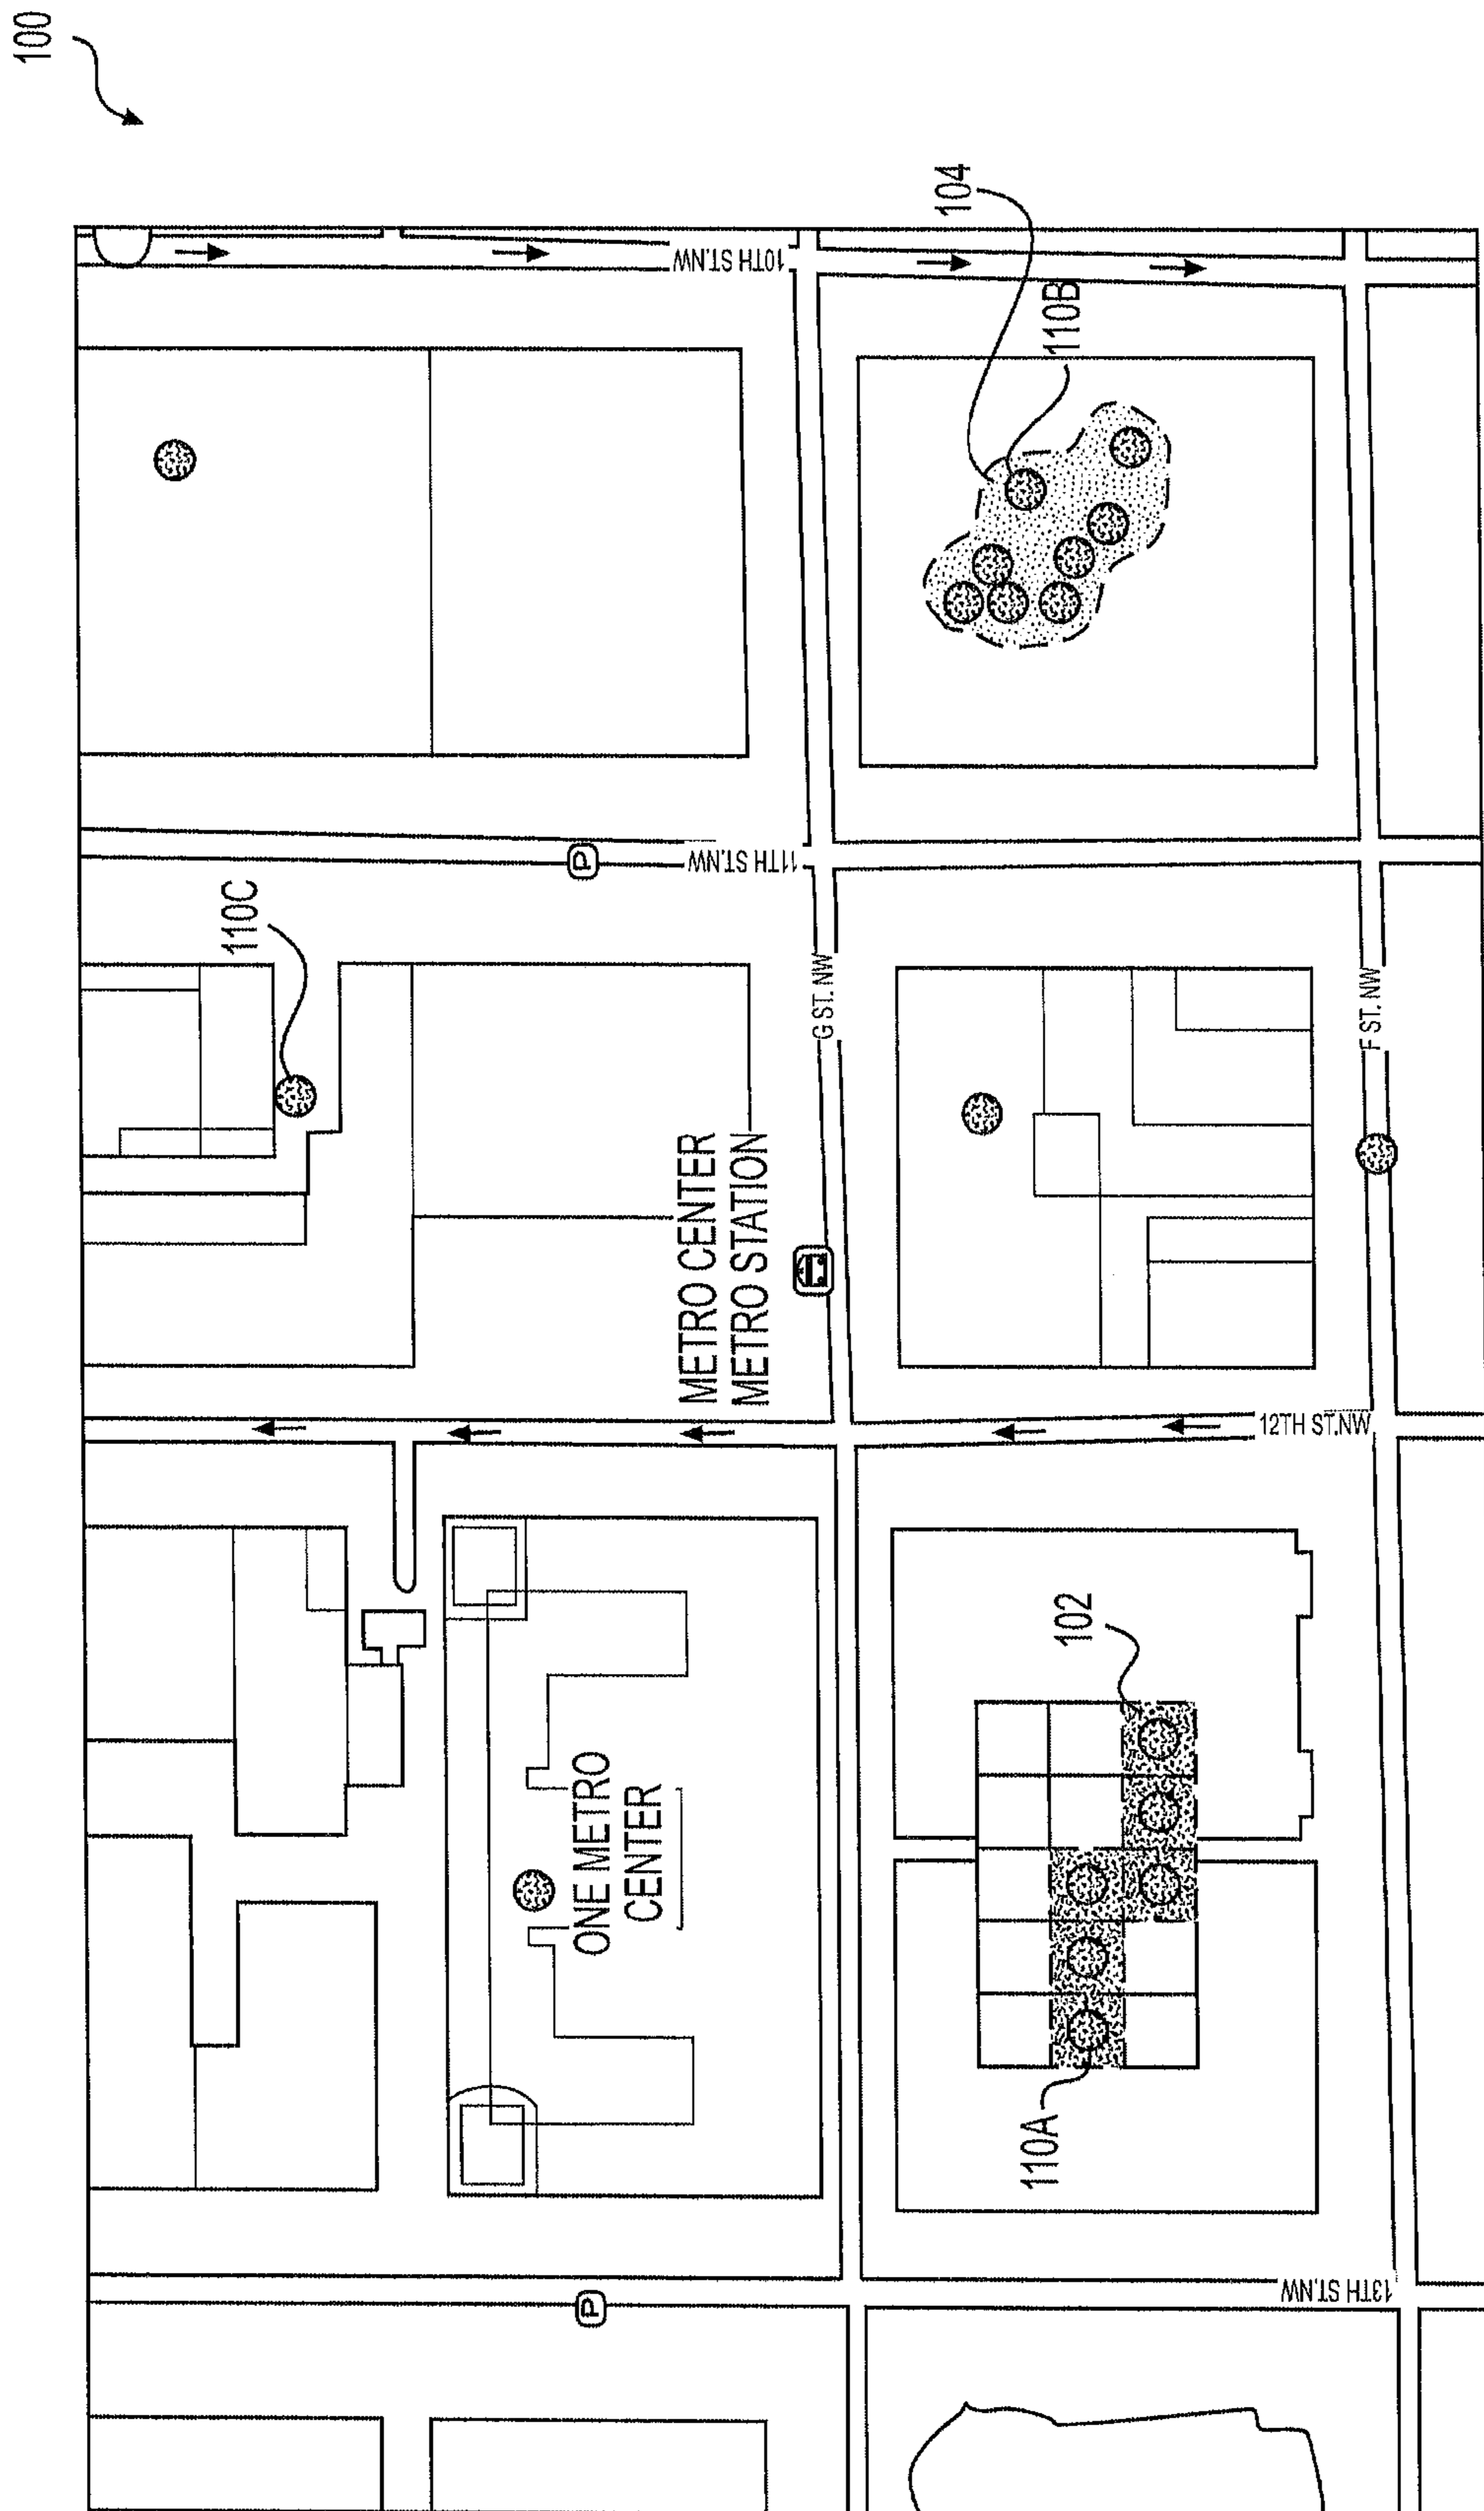 100
104
110B
10TH ST.NW
P
11TH ST.NW
110C
G ST. NW
F ST. NW
METRO CENTER
METRO STATION
12TH ST.NW
102
ONE METRO
CENTER
110A
P
13TH ST.NW